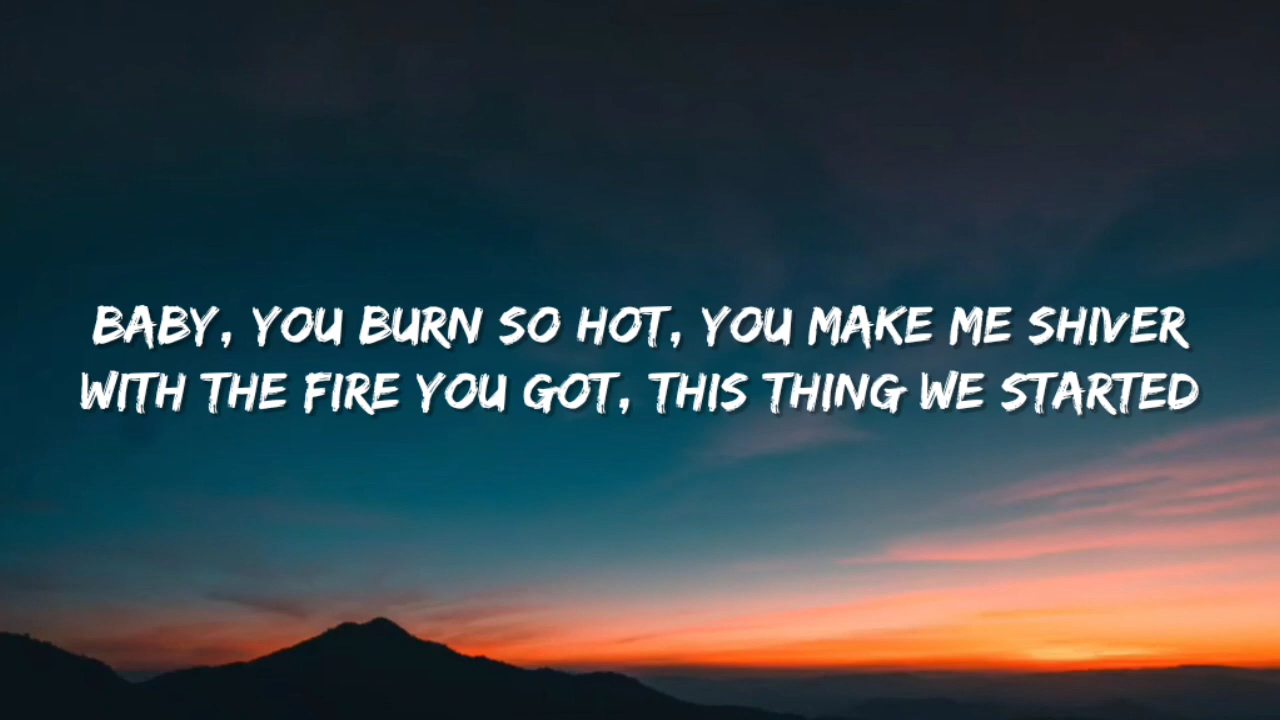 BABY, YOU BURN SO HOT, YOU MAKE ME SHIVER
WITH THE FIRE YOU GOT, THIS THING WE STARTED